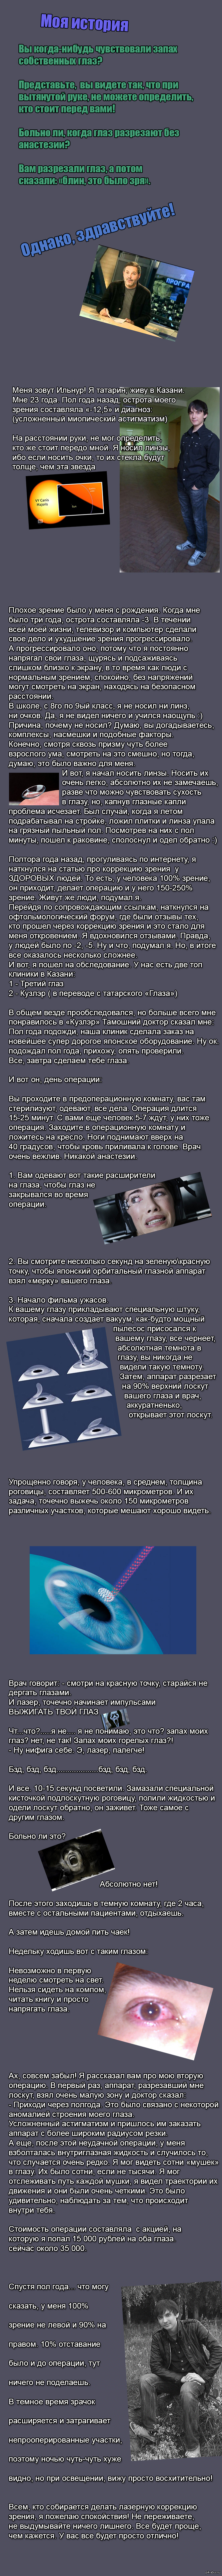 Моя история
Вы когда-нибудь чувствовали запах
собственных глаз?
Представьте, вы видете так, что при
вытянутой руке, не можете определить,
кто стоит перед вами!
Больно ли, когда глаз разрезают без
анастезии?
Вам разрезали глаз, а потом
сказали: «Блин, это было зря».
Однако, здравствуйте!
ПРОГРА
Меня зовут Ильнур! Я татарин, живу в Казани.
Мне 23 года. Пол года назад, острота моего
зрения составляла «-12,5» и диагноз:
(усложненный миопический астигматизм)
На расстоянии руки, не мог определить,
кто же стоит передо мной. Я носил линзы,
ибо если носить очки, то их стекла будут
толще, чем эта звезда
Плохое зрение было у меня с рождения. Когда мне
было три года, острота составляла -3. В течении
всей моей жизни, телевизор и компьютер сделали
свое дело и ухудшение зрения прогрессировало.
А прогрессировало оно, потому что я постоянно
напрягал свои глаза, щурясь и подсаживаясь
слишком близко к экрану, в то время как люди с
нормальным зрением, спокойно, без напряжений
могут смотреть на экран, находясь на безопасном
расстоянии.
В школе, с 8го по 9ый класс, я не носил ни линз,
ни очков. Да, я не видел ничего и учился наощупь. :)
Причина, почему не носил? Думаю, вы догадываетесь,
комплексы, насмешки и подобные факторы.
Конечно, смотря сквозь призму чуть более
взрослого ума, смотреть на это смешно, но тогда,
думаю, это было важно для меня.
И вот, я начал носить линзы. Носить их
очень легко, абсолютно их не замечаешь,
разве что можно чувствовать сухость
в глазу, но, капнув глазные капли
проблема исчезает. Был случай, когда я летом
подрабатывал на стройке, ложил плитки и линза упала
на грязный пыльный пол. Посмотрев на них с пол
минуты, пошел к раковине, сполоснул и одел обратно :)
Полтора года назад, прогуливаясь по интернету, я
наткнулся на статью про коррекцию зрения, у
ЗДОРОВЫХ людей. То есть, у человека 100% зрение,
он приходит, делает операцию и у него 150-250%
зрение. Живут же люди, подумал я.
Передя по сопровождающим ссылкам, наткнулся на
офтольмологический форум, где были отзывы тех,
кто прошел через коррекцию зрения и это стало для
меня откровением. Я вдохновился отзывами. Правда,
у людей было по -2, -5. Ну и что, подумал я. Но, в итоге
все оказалось несколько сложнее.
И вот, я пошел на обследование. У нас есть две топ
клиники в Казани.
1 - Третий глаз
2 - Кузлэр (-в переводе с татарского «Глаза»)
В общем везде прообследовался, но больше всего мне
понравилось в «Кузлэр». Тамошний доктор сказал мне:
Пол года подожди, наша клиник сделала заказ на
новейшее супер дорогое японское оборудование. Ну ок,
подождал пол года, прихожу, опять проверили.
Все, завтра сделаем тебе глаза.
И вот он, день операции.
Вы проходите в предоперационную комнату, вас там
стерилизуют, одевают, все дела. Операция длится
15-25 минут. С вами еще человек 5-7 ждут, у них тоже
операция. Заходите в операционную комнату и
ложитесь на кресло. Ноги поднимают вверх на
40 градусов, чтобы кровь приливала к голове. Врач
очень вежлив. Никакой анастезии.
1. Вам одевают вот такие расширители
на глаза, чтобы глаз не
закрывался во время
операции.
2. Вы смотрите несколько секунд на зеленую\красную
точку, чтобы японский орбитальный глазной аппарат
взял «мерку» вашего глаза
3. Начало фильма ужасов
К вашему глазу прикладывают специальную штуку,
которая, сначала создает вакуум, как-будто мощный
пылесос присосался к
вашему глазу, все чернеет,
абсолютная темнота в
глазу, вы никогда не
видели такую темноту.
Затем, аппарат разрезает
на 90% верхний лоскут
вашего глаза и врач,
аккуратненько,
открывает этот лоскут.
Упрощенно говоря, у человека, в среднем, толщина
роговицы, составляет 500-600 микрометров. И их
задача, точечно выжечь около 150 микрометров
различных участков, которые мешают хорошо видеть.
Врач говорит: - смотри на красную точку, старайся не
дергать глазами.
И лазер, точечно начинает импульсами
ВЫЖИГАТЬ ТВОЙ ГЛАЗ
Чт...что?.....я не.....я не понимаю, это что? запах моих
глаз? нет, не так! Запах моих горелых глаз?!
- Ну нифига себе. Э, лазер, палегче!
Бзд, бзд, бзд......................бзд, бзд, бзд
И все, 10-15 секунд посветили. Замазали специальной
кисточкой подлоскутную роговицу, полили жидкостью и
одели лоскут обратно, он заживет. Тоже самое с
другим глазом.
Больно ли это?
Абсолютно нет!
После этого заходишь в темную комнату, где 2 часа,
вместе с остальными пациентами, отдыхаешь.
А затем идешь домой пить чаек!
Недельку ходишь вот с таким глазом
Невозможно в первую
неделю смотреть на свет.
Нельзя сидеть на компом,
читать книгу и просто
напрягать глаза.
Ах, совсем забыл! Я рассказал вам про мою вторую
операцию. В первый раз, аппарат, разрезавший мне
лоскут, взял очень малую зону и доктор сказал:
- Приходи через полгода. Это было связано с некоторой
аномалией строения моего глаза.
Усложненный астигматизм и пришлось им заказать
аппарат с более широким радиусом резки.
А еще, после этой неудачной операции, у меня
взболталась внутриглазная жидкость и случилось то,
что случается очень редко. Я мог видеть сотни «мушек»
в глазу. Их было сотни, если не тысячи. Я мог
отслеживать путь каждой мушки, я видел траектории их
движения и они были очень четкими. Это было
удивительно, наблюдать за тем, что происходит
внутри тебя.
Стоимость операции составляла, с акцией, на
которую я попал 15.000 рублей на оба глаза,
сейчас около 35.000.
Спустя пол года... что могу
сказать, у меня 100%
зрение на левой и 90% на
правом. 10% отставание
было и до операции, тут
ничего не поделаешь.
В темное время зрачок
расширяется и затрагивает
непрооперированные участки,
поэтому ночью чуть-чуть хуже
видно, но при освещении, вижу просто восхитительно!
Всем, кто собирается делать лазерную коррекцию
зрения, я пожелаю спокойствия! Не переживайте,
не выдумывайте ничего лишнего. Все будет проще,
чем кажется. У вас все будет просто отлично!